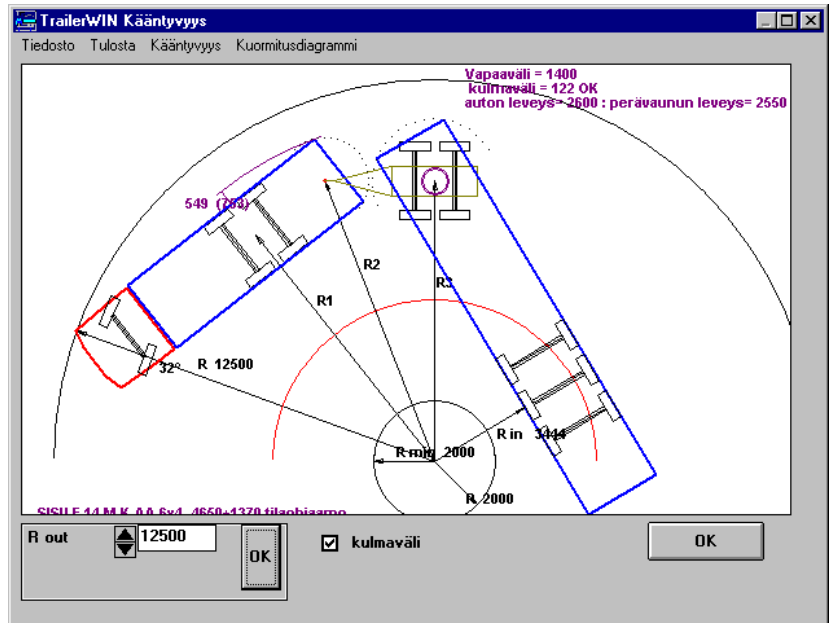 TrailerWIN Kääntyvyys
Tiedosto Tulosta Kääntyvyys Kuormitusdiagrammi
Vapaaväli = 1400
kulmaväli = 122 OK
auton leveys= 2600 : perävaunun leveys= 2550
549 (763)
R2
R3
R1
32°
R 12500
R in 3444
R min 2000
R 2000
R out
12500
OK
kulmaväli
OK